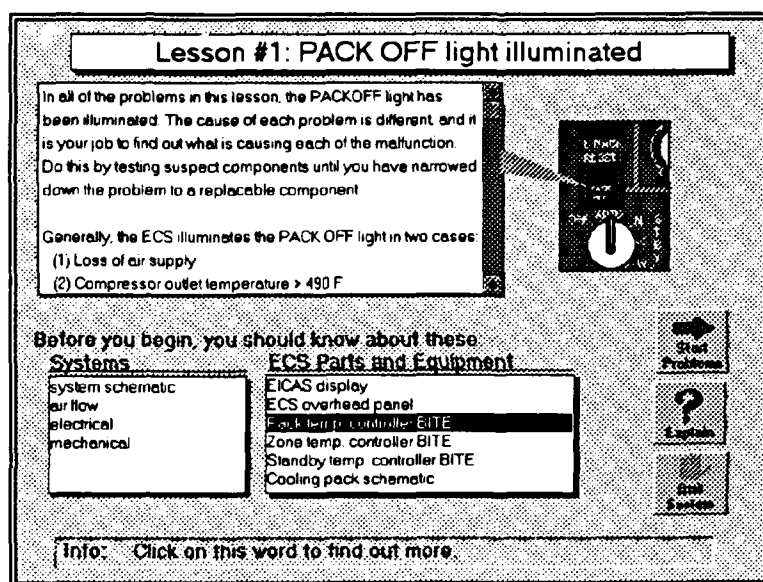 Lesson #1: PACK OFF light illuminated
In all of the problems in this lesson, the PACKOFF light has
been illuminated. The cause of each problem is different, and it
is your job to find out what is causing each of the malfunction.
Do this by testing suspect components until you have narrowed
down the problem to a replacable component
Generally, the ECS illuminates the PACK OFF light in two cases:
(1) Loss of air supply
(2) Compressor outlet temperature > 490 F
RESET
PACK
OFF AUTO N
W
Before you begin, you should know about these:
Systems
system schematic
air flow
electrical
mechanical
ECS Parts and Equipment
EICAS display
ECS overhead panel
Pack temp. controller BITE
Zone temp. controller BITE
Standby temp. controller BITE
Cooling pack schematic
Start
Problems
?
Explain
Info: Click on this word to find out more.